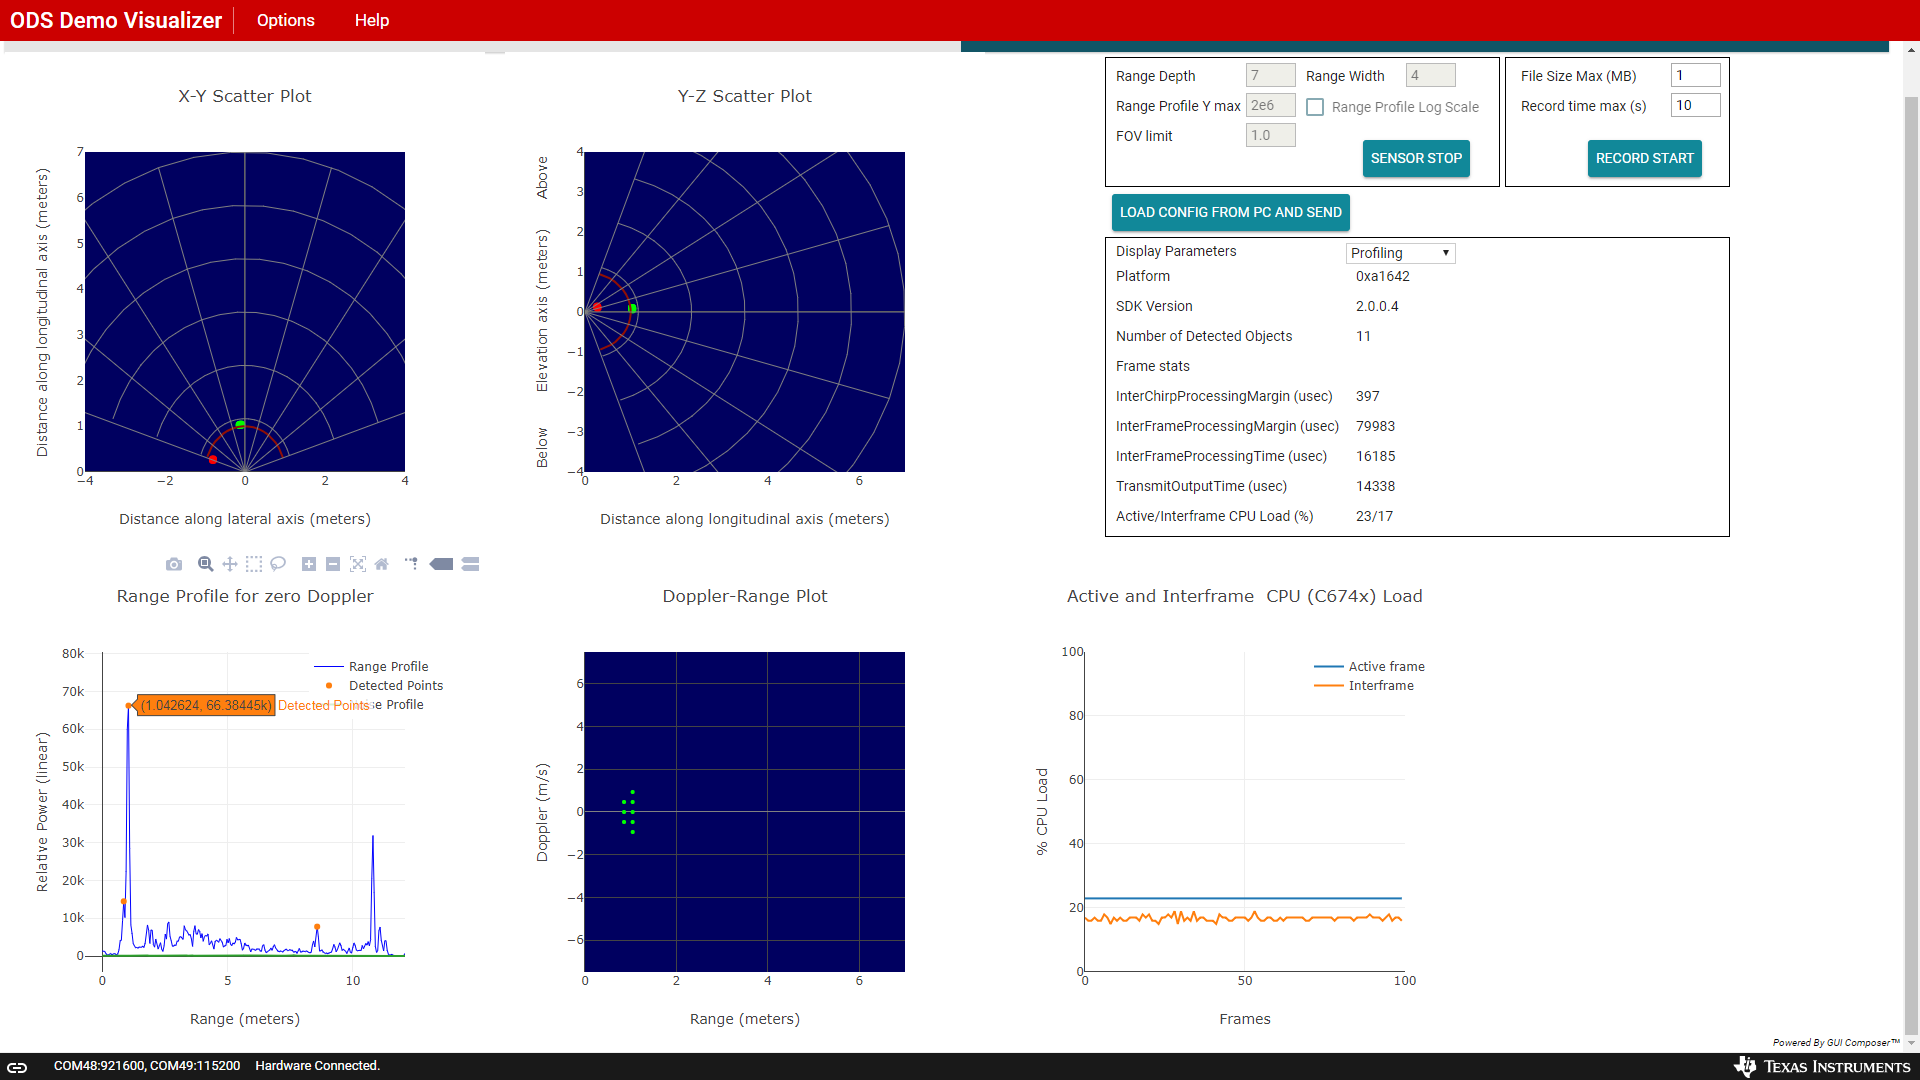 ODS Demo Visualizer Options Help
Range Depth 7 Range Width 4
Range Profile Y max 2e6 Range Profile Log Scale
FOV limit 1.0
SENSOR STOP
File Size Max (MB) 1
Record time max (s) 10
RECORD START
LOAD CONFIG FROM PC AND SEND
Display Parameters Profiling
Platform 0xa1642
SDK Version 2.0.0.4
Number of Detected Objects 11
Frame stats
InterChirpProcessingMargin (usec) 397
InterFrameProcessingMargin (usec) 79983
InterFrameProcessingTime (usec) 16185
TransmitOutputTime (usec) 14338
Active/Interframe CPU Load (%) 23/17
X-Y Scatter Plot
Distance along longitudinal axis (meters)
7
6
5
4
3
2
1
0
−4 −2 0 2 4
Distance along lateral axis (meters)
Y-Z Scatter Plot
Below Elevation axis (meters) Above
4
3
2
1
0
−1
−2
−3
−4
0 2 4 6
Distance along longitudinal axis (meters)
Range Profile for zero Doppler
Relative Power (linear)
80k
70k
60k
50k
40k
30k
20k
10k
0
0 5 10
Range (meters)
Range Profile
Detected Points
(1.042624, 66.38445k) Detected Points se Profile
Doppler-Range Plot
Doppler (m/s)
6
4
2
0
−2
−4
−6
0 2 4 6
Range (meters)
Active and Interframe CPU (C674x) Load
% CPU Load
100
80
60
40
20
0
0 50 100
Frames
Active frame
Interframe
Powered By GUI Composer™
COM48:921600, COM49:115200 Hardware Connected.
TEXAS INSTRUMENTS